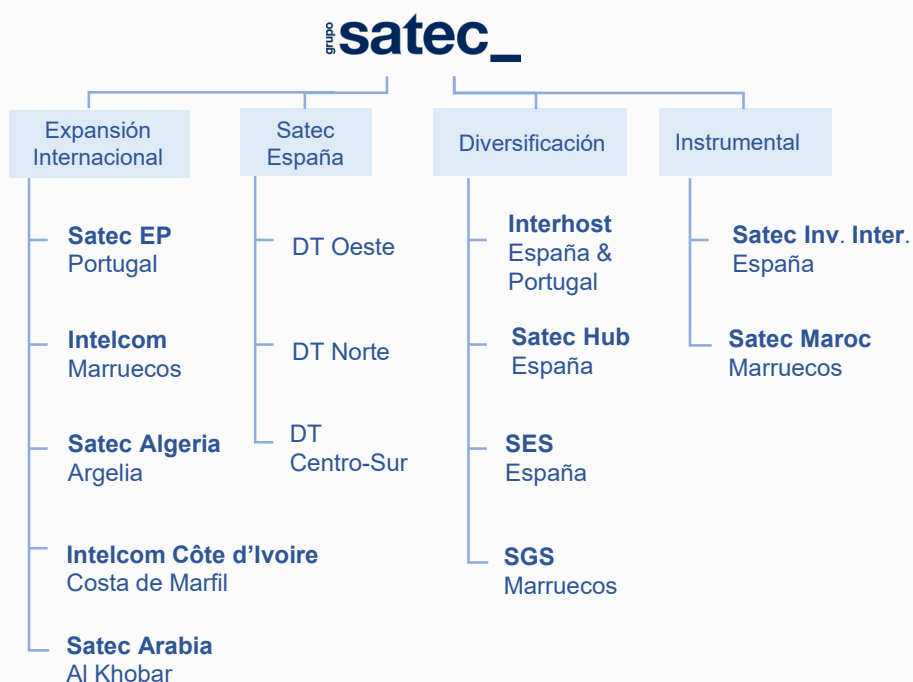 grupo
satec_
Expansión
Internacional
Satec EP
Portugal
Intelcom
Marruecos
Satec Algeria
Argelia
Intelcom Côte d’Ivoire
Costa de Marfil
Satec Arabia
Al Khobar
Satec
España
DT Oeste
DT Norte
DT
Centro-Sur
Diversificación
Interhost
España &
Portugal
Satec Hub
España
SES
España
SGS
Marruecos
Instrumental
Satec Inv. Inter.
España
Satec Maroc
Marruecos